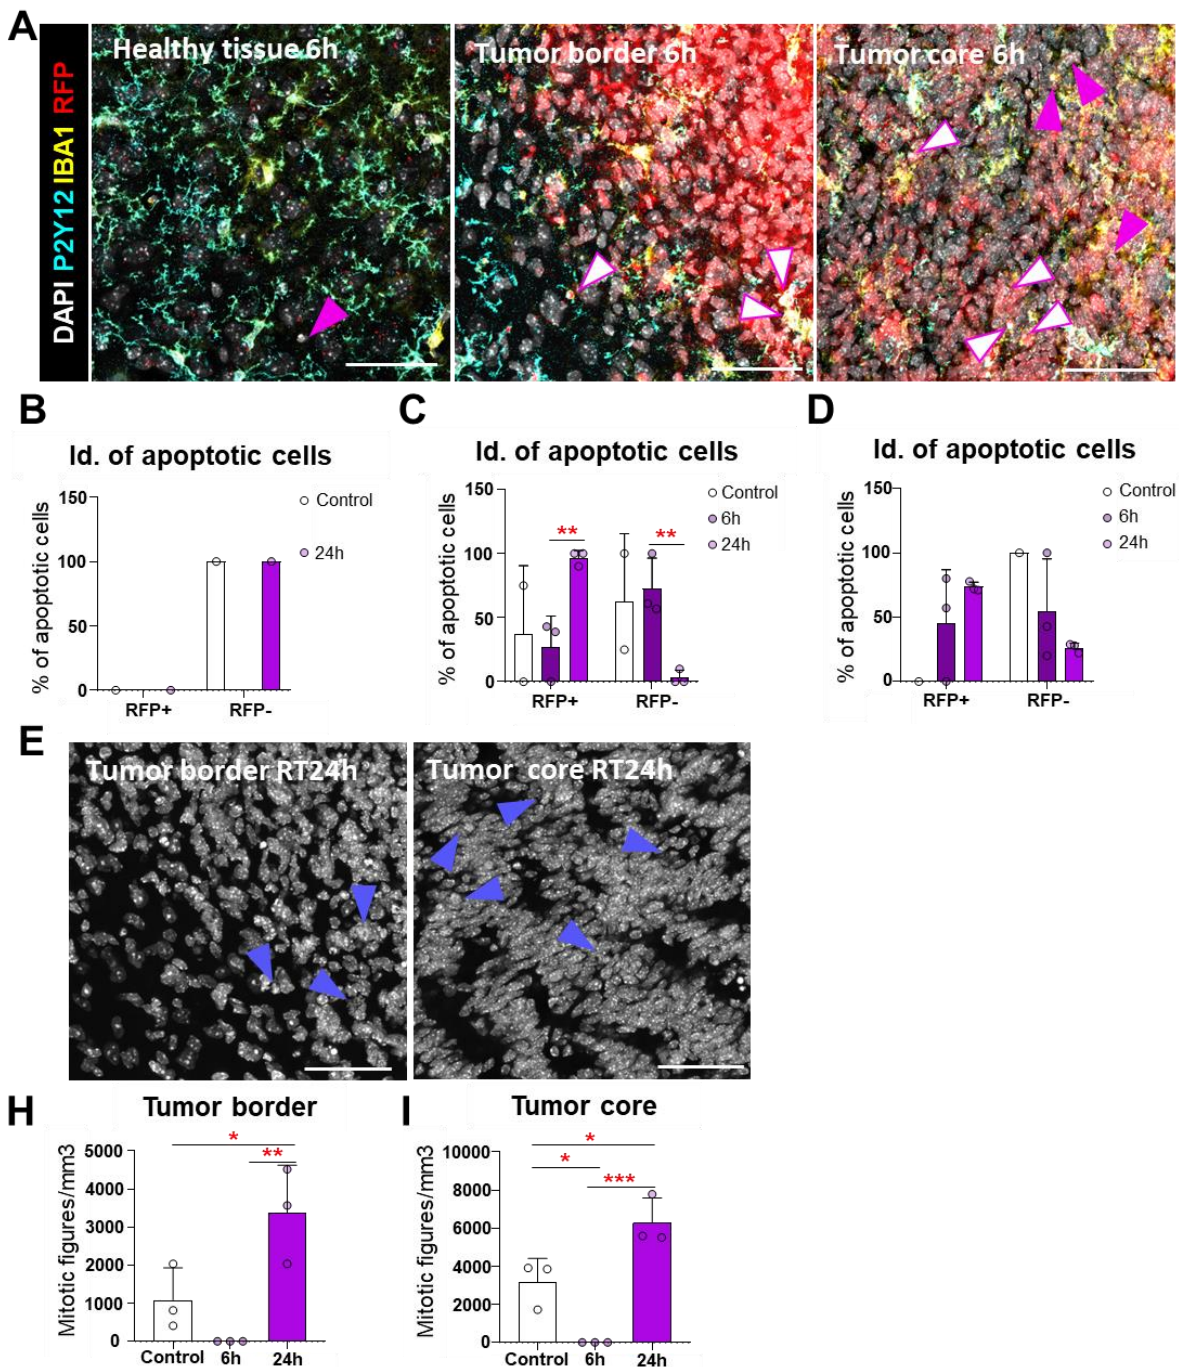 A
DAPI P2Y12 IBA1 RFP
Healthy tissue 6h
Tumor border 6h
Tumor core 6h
B
Id. of apoptotic cells
% of apoptotic cells
150
100
50
0
RFP+
RFP-
Control
24h
C
Id. of apoptotic cells
% of apoptotic cells
150
100
50
0
**
**
RFP+
RFP-
Control
6h
24h
D
Id. of apoptotic cells
% of apoptotic cells
150
100
50
0
RFP+
RFP-
Control
6h
24h
E
Tumor border RT24h
Tumor core RT24h
H
Tumor border
Mitotic figures/mm3
5000
4000
3000
2000
1000
0
*
**
Control
6h
24h
I
Tumor core
Mitotic figures/mm3
10000
8000
6000
4000
2000
0
*
*
***
Control
6h
24h